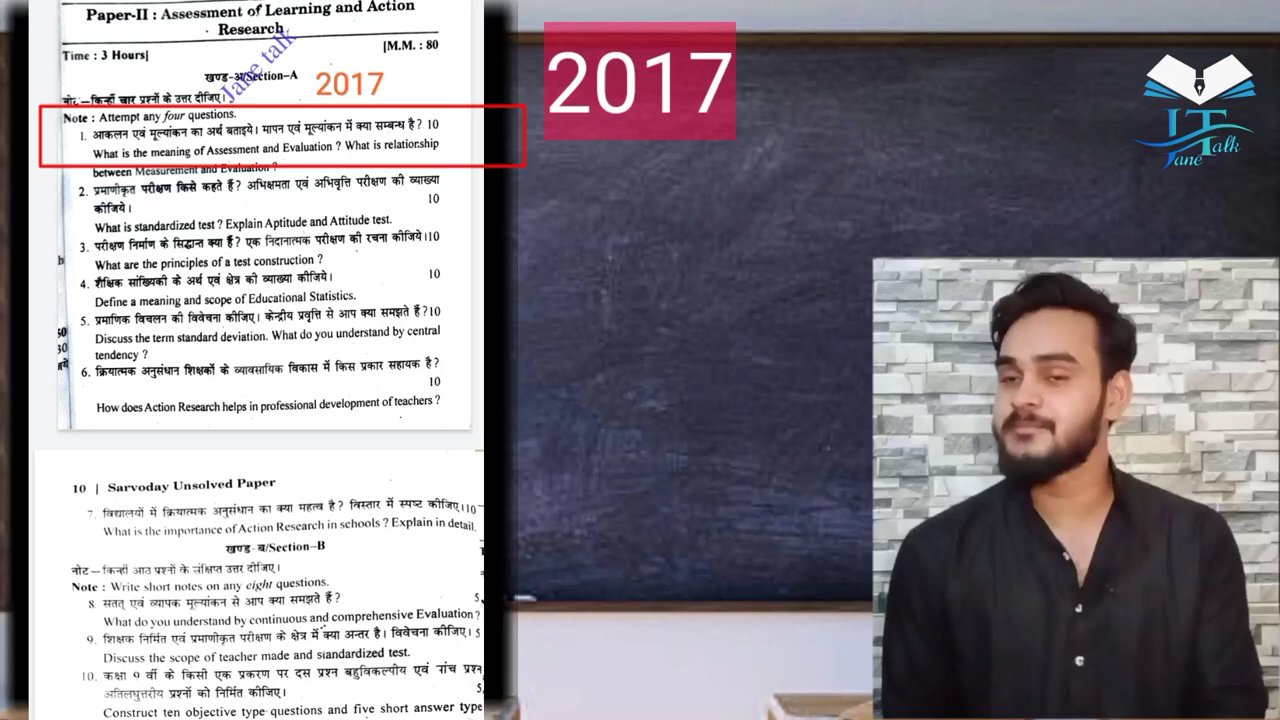 Paper-II : Assessment of Learning and Action
Research
Time : 3 Hours|
|M.M. : 80
खण्ड-अ/Section-A
Jane talk
2017
नोट—किन्हीं चार प्रश्नों के उत्तर दीजिए।
Note : Attempt any four questions.
1. आकलन एवं मूल्यांकन का अर्थ बताइये। मापन एवं मूल्यांकन में क्या सम्बन्ध है? 10
What is the meaning of Assessment and Evaluation ? What is relationship
between Measurement and Evaluation ?
2. प्रमाणीकृत परीक्षण किसे कहते हैं? अभिक्षमता एवं अभिवृत्ति परीक्षण की व्याख्या
कीजिये।
10
What is standardized test ? Explain Aptitude and Attitude test.
3. परीक्षण निर्माण के सिद्धान्त क्या हैं? एक निदानात्मक परीक्षण की रचना कीजिये।10
What are the principles of a test construction ?
4. शैक्षिक सांख्यिकी के अर्थ एवं क्षेत्र की व्याख्या कीजिये।
10
Define a meaning and scope of Educational Statistics.
5. प्रमाणिक विचलन की विवेचना कीजिए। केन्द्रीय प्रवृत्ति से आप क्या समझते हैं?10
Discuss the term standard deviation. What do you understand by central
tendency ?
6. क्रियात्मक अनुसंधान शिक्षकों के व्यावसायिक विकास में किस प्रकार सहायक है?
10
How does Action Research helps in professional development of teachers ?
10 | Sarvoday Unsolved Paper
7. विद्यालयों में क्रियात्मक अनुसंधान का क्या महत्व है? विस्तार में स्पष्ट कीजिए।10
What is the importance of Action Research in schools ? Explain in detail.
खण्ड-ब/Section-B
नोट—किन्हीं आठ प्रश्नों के संक्षिप्त उत्तर दीजिए।
Note : Write short notes on any eight questions.
8. सतत् एवं व्यापक मूल्यांकन से आप क्या समझते हैं?
5
What do you understand by continuous and comprehensive Evaluation ?
9. शिक्षक निर्मित एवं प्रमाणीकृत परीक्षण के क्षेत्र में क्या अन्तर है। विवेचना कीजिए। 5
Discuss the scope of teacher made and standardized test.
10. कक्षा 9 वीं के किसी एक प्रकरण पर दस प्रश्न बहुविकल्पीय एवं पांच प्रश्न
अतिलघुत्तरीय प्रश्नों को निर्मित कीजिए।
5
Construct ten objective type questions and five short answer type
2017
JT
Jane Talk